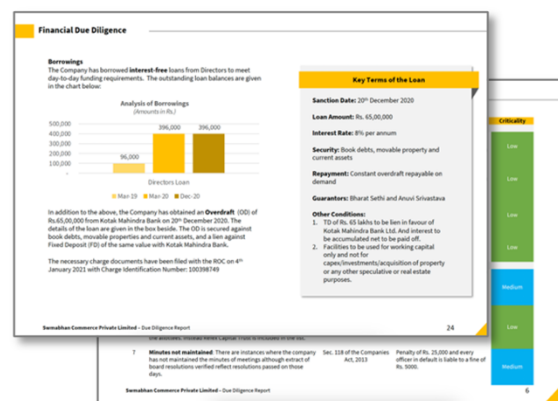 Financial Due Diligence
Borrowings
The Company has borrowed interest-free loans from Directors to meet
day-to-day funding requirements. The outstanding loan balances are given
in the chart below:
Analysis of Borrowings
(Amounts in Rs.)
500,000
400,000
300,000
200,000
100,000
-
96,000
396,000
396,000
Directors Loan
Mar-19 Mar-20 Dec-20
In addition to the above, the Company has obtained an Overdraft (OD) of
Rs.65,00,000 from Kotak Mahindra Bank on 20th December 2020. The
details of the loan are given in the box beside. The OD is secured against
book debts, movable properties and current assets, and a lien against
Fixed Deposit (FD) of the same value with Kotak Mahindra Bank.
The necessary charge documents have been filed with the ROC on 4th
January 2021 with Charge Identification Number: 100398749
Key Terms of the Loan
Sanction Date: 20th December 2020
Loan Amount: Rs. 65,00,000
Interest Rate: 8% per annum
Security: Book debts, movable property and
current assets
Repayment: Constant overdraft repayable on
demand
Guarantors: Bharat Sethi and Anuvi Srivastava
Other Conditions:
1. TD of Rs. 65 lakhs to be lien in favour of
Kotak Mahindra Bank Ltd. And interest to
be accumulated net to be paid off.
2. Facilities to be used for working capital
only and not for
capex/investments/acquisition of property
or any other speculative or real estate
purposes.
Swmabhan Commerce Private Limited – Due Diligence Report
24
Criticality
Low
Low
Low
Low
Medium
Low
Medium
7 Minutes not maintained: There are instances where the company
has not maintained the minutes of meetings although extract of
board resolutions verified reflect resolutions passed on those
days.
Sec. 118 of the Companies
Act, 2013
Penalty of Rs. 25,000 and every
officer in default is liable to a fine of
Rs. 5000.
Swmabhan Commerce Private Limited – Due Diligence Report
6